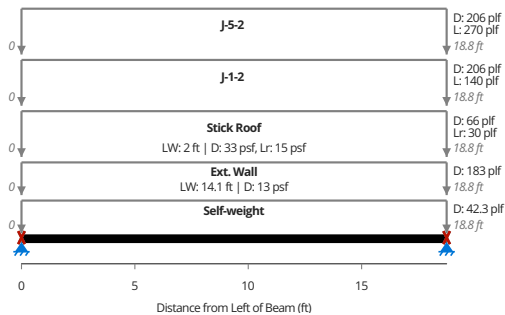 J-5-2
D: 206 plf
L: 270 plf
0
18.8 ft
J-1-2
D: 206 plf
L: 140 plf
0
18.8 ft
Stick Roof
LW: 2 ft | D: 33 psf, Lr: 15 psf
D: 66 plf
Lr: 30 plf
0
18.8 ft
Ext. Wall
LW: 14.1 ft | D: 13 psf
D: 183 plf
0
18.8 ft
Self-weight
D: 42.3 plf
0
18.8 ft
0 5 10 15
Distance from Left of Beam (ft)